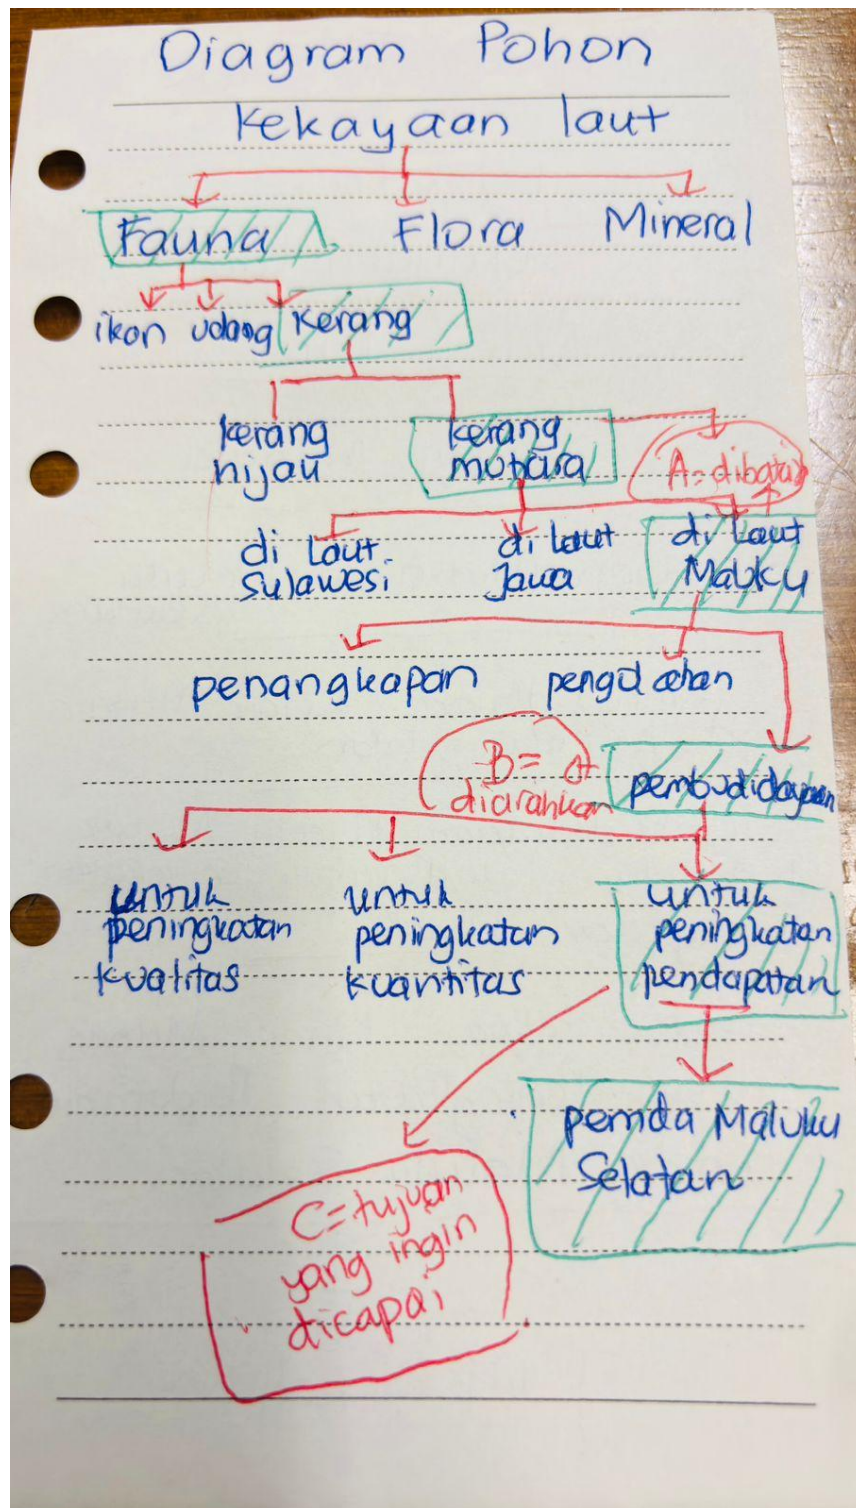 Diagram Pohon
Kekayaan laut
Fauna Flora Mineral
ikan udang kerang
kerang hijau
kerang mutiara
A = dibatasi
di Laut Sulawesi
di laut Jawa
di Laut Maluku
penangkapan pengolahan
B = diarahkan
pembudidayaan
untuk peningkatan kualitas
untuk peningkatan kuantitas
untuk peningkatan pendapatan
pemda Maluku
Selatan
C = tujuan
yang ingin
dicapai